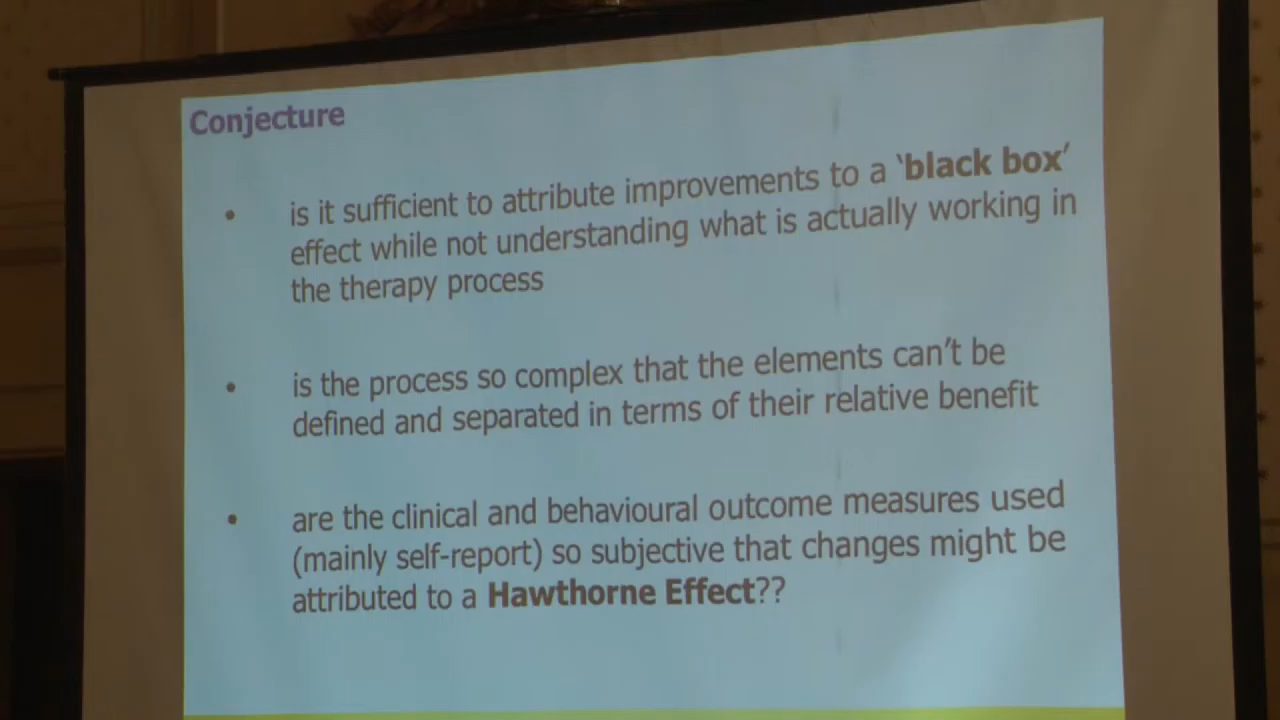 Conjecture
• is it sufficient to attribute improvements to a ‘black box’
effect while not understanding what is actually working in
the therapy process
• is the process so complex that the elements can’t be
defined and separated in terms of their relative benefit
• are the clinical and behavioural outcome measures used
(mainly self-report) so subjective that changes might be
attributed to a Hawthorne Effect??